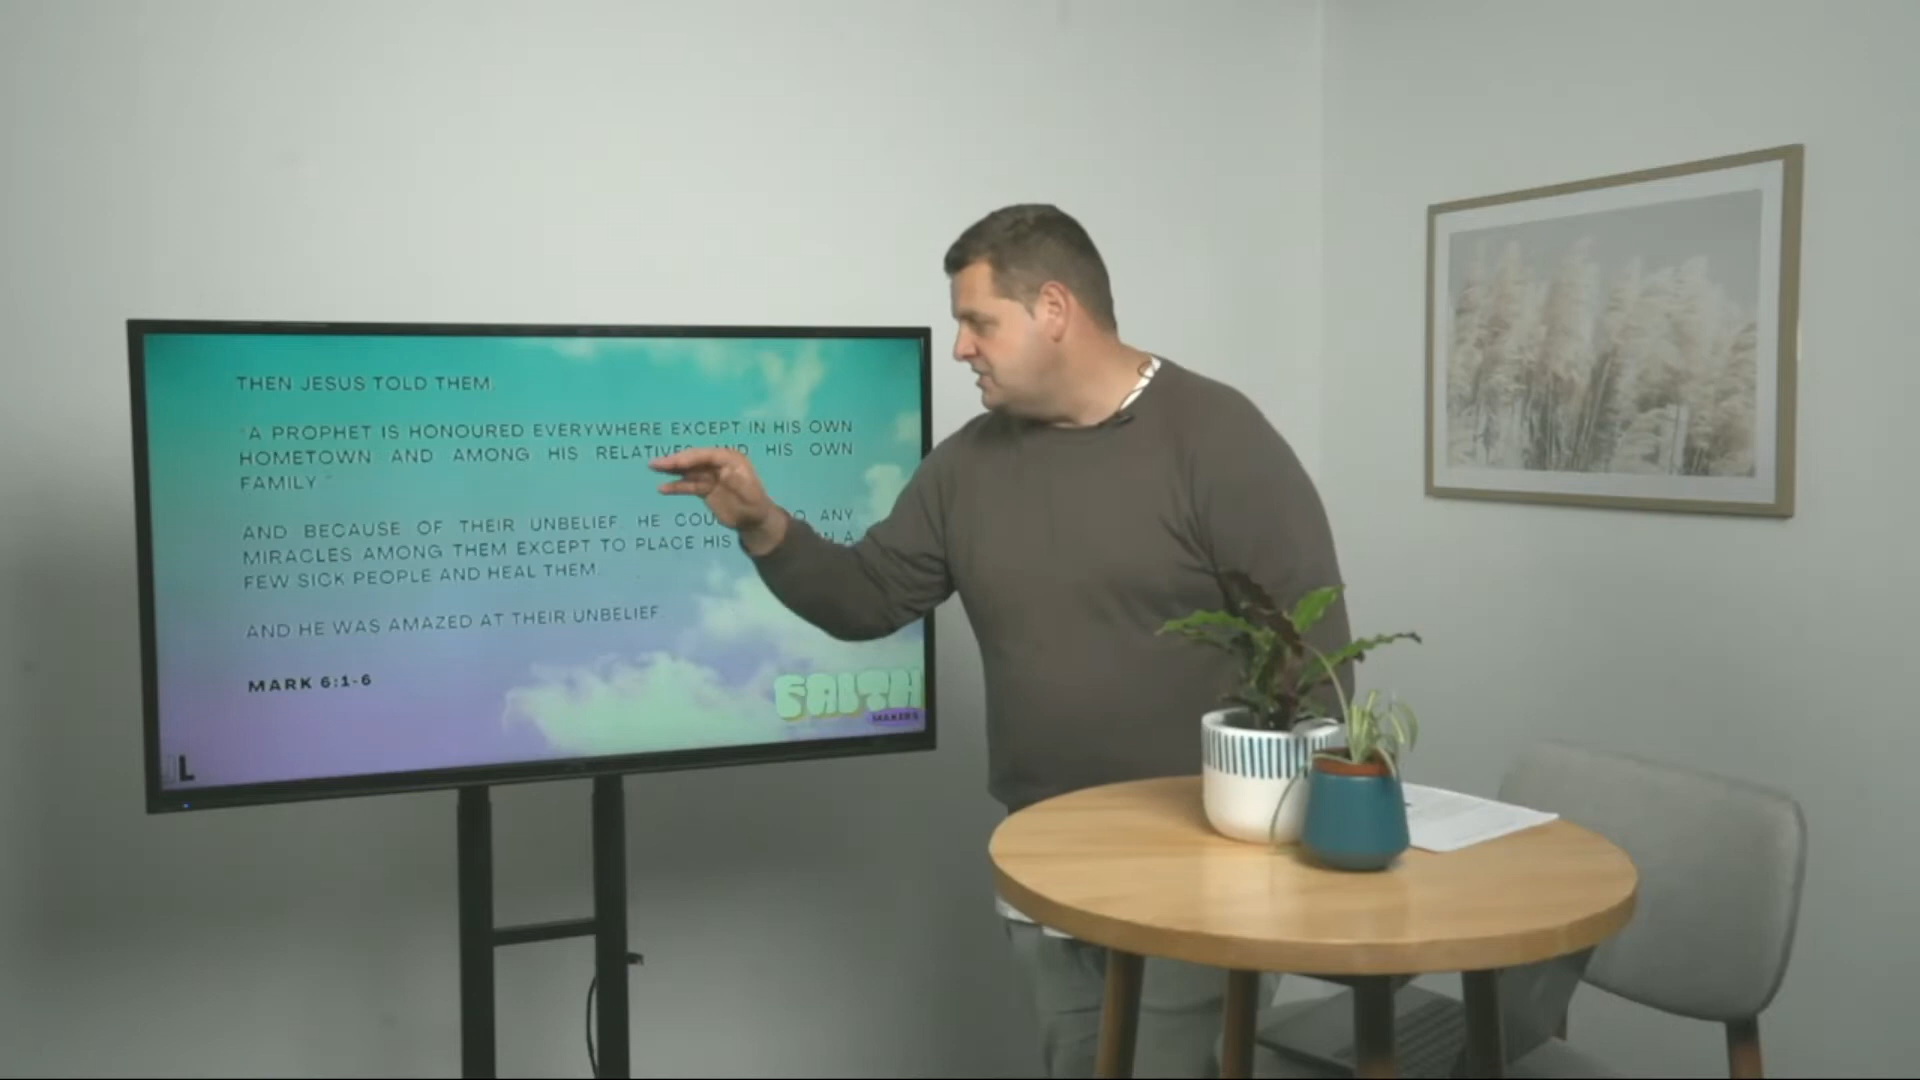 THEN JESUS TOLD THEM,
"A PROPHET IS HONOURED EVERYWHERE EXCEPT IN HIS OWN
HOMETOWN AND AMONG HIS RELATIVES AND HIS OWN
FAMILY."
AND BECAUSE OF THEIR UNBELIEF, HE ANY
MIRACLES AMONG THEM EXCEPT TO PLACE HIS A
FEW SICK PEOPLE AND HEAL THEM.
AND HE WAS AMAZED AT THEIR UNBELIEF.
MARK 6:1-6
FAITH
MAKERS
L